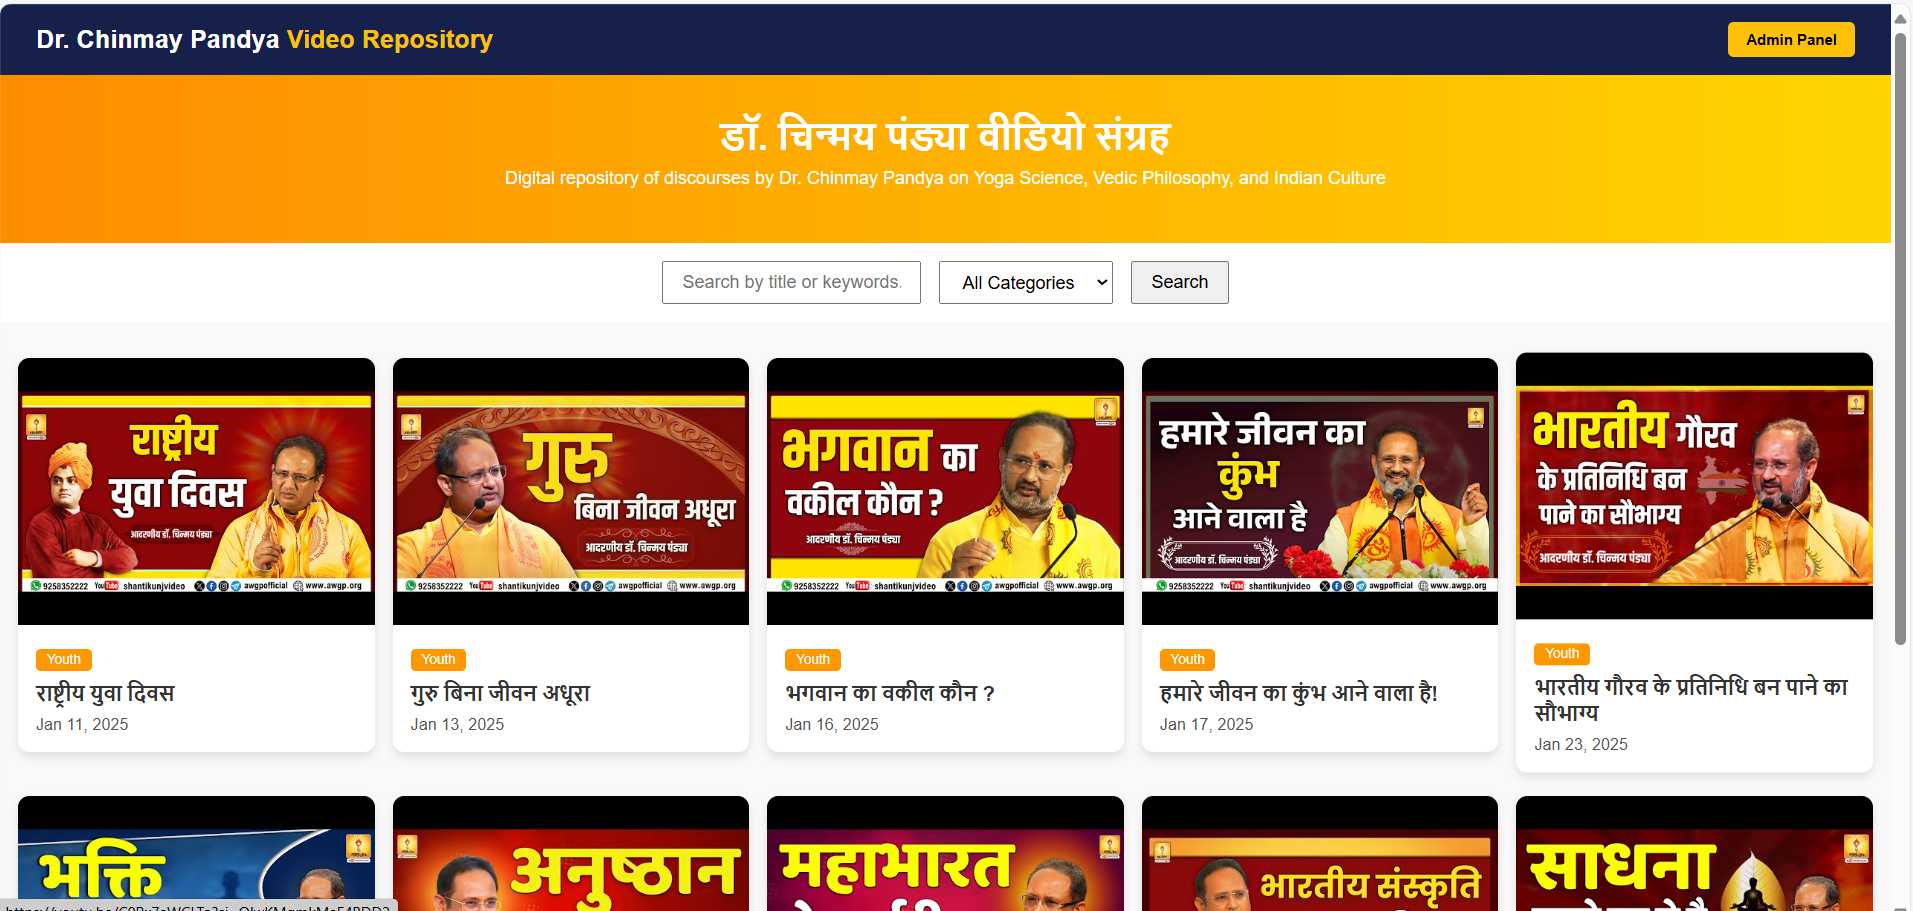 Dr. Chinmay Pandya Video Repository
Admin Panel
डॉ. चिन्मय पंड्या वीडियो संग्रह
Digital repository of discourses by Dr. Chinmay Pandya on Yoga Science, Vedic Philosophy, and Indian Culture
Search by title or keywords.
All Categories
Search
राष्ट्रीय
युवा दिवस
आदरणीय डॉ. चिन्मय पंड्या
9258352222 YouTube shantikunjvideo awgpofficial www.awgp.org
Youth
राष्ट्रीय युवा दिवस
Jan 11, 2025
गुरु
बिना जीवन अधूरा
आदरणीय डॉ. चिन्मय पंड्या
9258352222 YouTube shantikunjvideo awgpofficial www.awgp.org
Youth
गुरु बिना जीवन अधूरा
Jan 13, 2025
भगवान का
वकील कौन ?
आदरणीय डॉ. चिन्मय पंड्या
9258352222 YouTube shantikunjvideo awgpofficial www.awgp.org
Youth
भगवान का वकील कौन ?
Jan 16, 2025
हमारे जीवन का
कुंभ
आने वाला है
आदरणीय डॉ. चिन्मय पंड्या
9258352222 YouTube shantikunjvideo awgpofficial www.awgp.org
Youth
हमारे जीवन का कुंभ आने वाला है!
Jan 17, 2025
भारतीय गौरव
के प्रतिनिधि बन
पाने का सौभाग्य
आदरणीय डॉ. चिन्मय पंड्या
Youth
भारतीय गौरव के प्रतिनिधि बन पाने का
सौभाग्य
Jan 23, 2025
भक्ति
अनुष्ठान
महाभारत
भारतीय संस्कृति
साधना